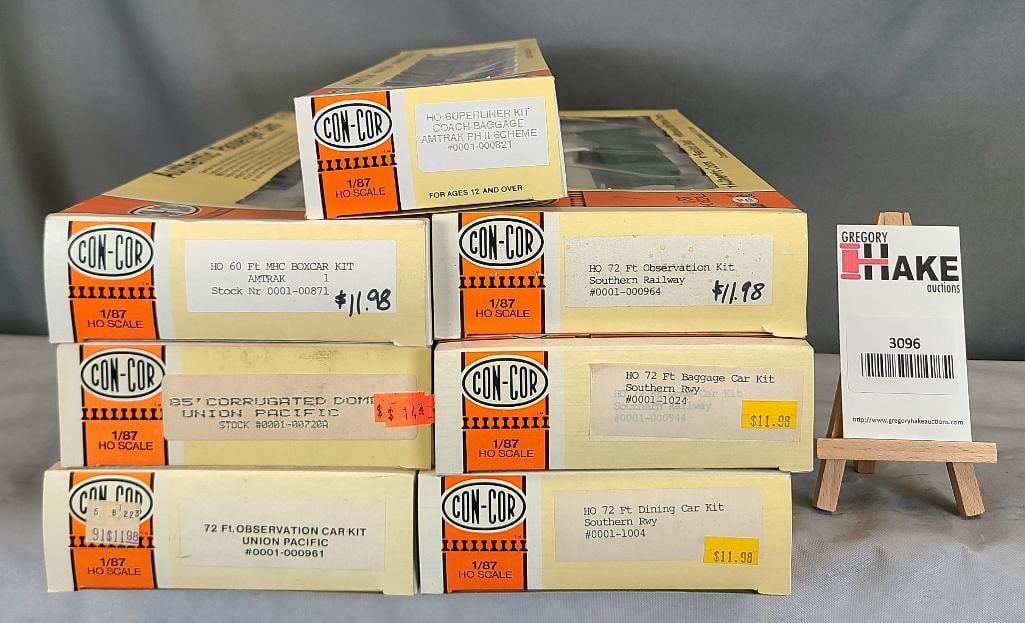 CON-COR
1/87
HO SCALE
HO SUPERLINER KIT
COACH-BAGGAGE
AMTRAK PH II SCHEME
#0001-000821
FOR AGES 12 AND OVER
CON-COR
1/87
HO SCALE
HO 60 Ft MHC BOXCAR KIT
AMTRAK 1
Stock Nr 0001-00871
$11.98
CON-COR
1/87
HO SCALE
HO 72 Ft Observation Kit
Southern Railway
#0001-000964
$11.98
CON-COR
1/87
HO SCALE
85' CORRUGATED DOME
UNION PACIFIC
STOCK #0001-00720A
CON-COR
1/87
HO SCALE
HO 72 Ft Baggage Car Kit
Southern Rwy
#0001-1024
Southern Railway
#0001-000944
$11.98
CON-COR
91$1198
1/87
HO SCALE
72 Ft. OBSERVATION CAR KIT
UNION PACIFIC
#0001-000961
CON-COR
1/87
HO SCALE
HO 72 Ft Dining Car Kit
Southern Rwy
#0001-1004
$11.98
GREGORY
HAKE
auctions
3096
http://www.gregoryhakeauctions.com